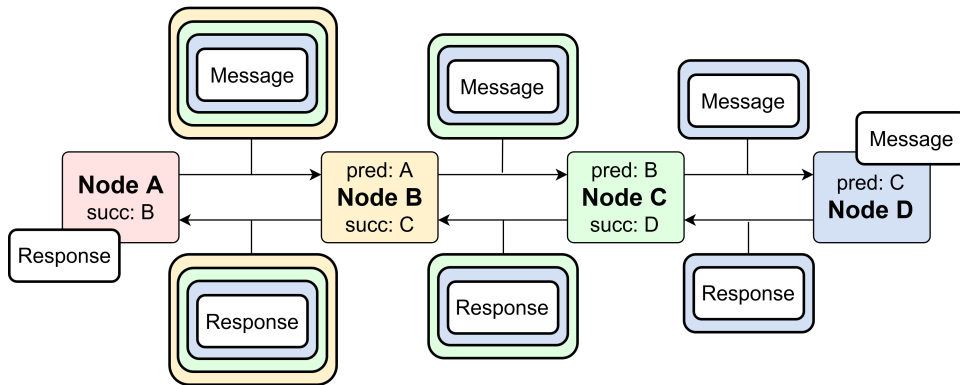 Message
Message
Message
Message
Node A
succ: B
pred: A
Node B
succ: C
pred: B
Node C
succ: D
pred: C
Node D
Response
Response
Response
Response